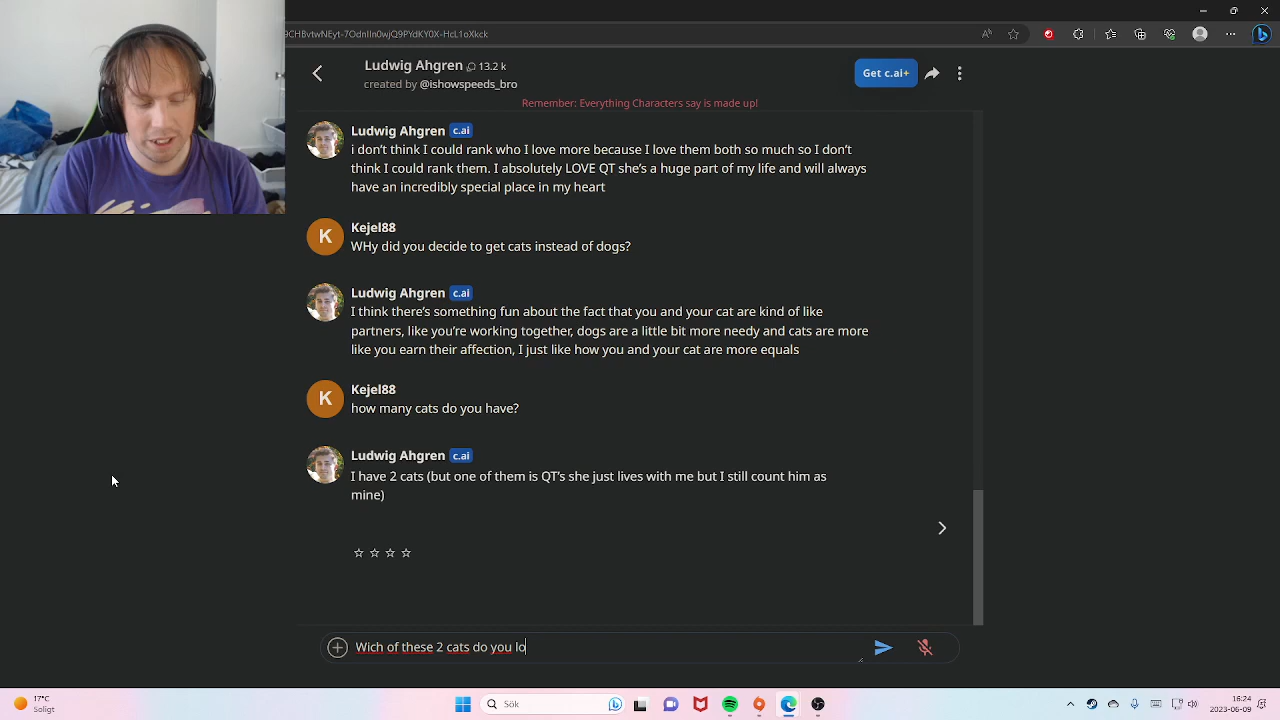 9CHBvtWNEyt-7OdnIIn0wjQ9PYdKY0X-HcL1oXkck
Ludwig Ahgren 13.2 k
created by @ishowspeeds_bro
Get c.ai+
Remember: Everything Characters say is made up!
Ludwig Ahgren c.ai
i don't think I could rank who I love more because I love them both so much so I don't
think I could rank them. I absolutely LOVE QT she's a huge part of my life and will always
have an incredibly special place in my heart
K Kejel88
WHy did you decide to get cats instead of dogs?
Ludwig Ahgren c.ai
I think there's something fun about the fact that you and your cat are kind of like
partners, like you're working together, dogs are a little bit more needy and cats are more
like you earn their affection, I just like how you and your cat are more equals
K Kejel88
how many cats do you have?
Ludwig Ahgren c.ai
I have 2 cats (but one of them is QT's she just lives with me but I still count him as
mine)
Wich of these 2 cats do you lo
17°C
Soligt
Sök
16:24
2023-06-09